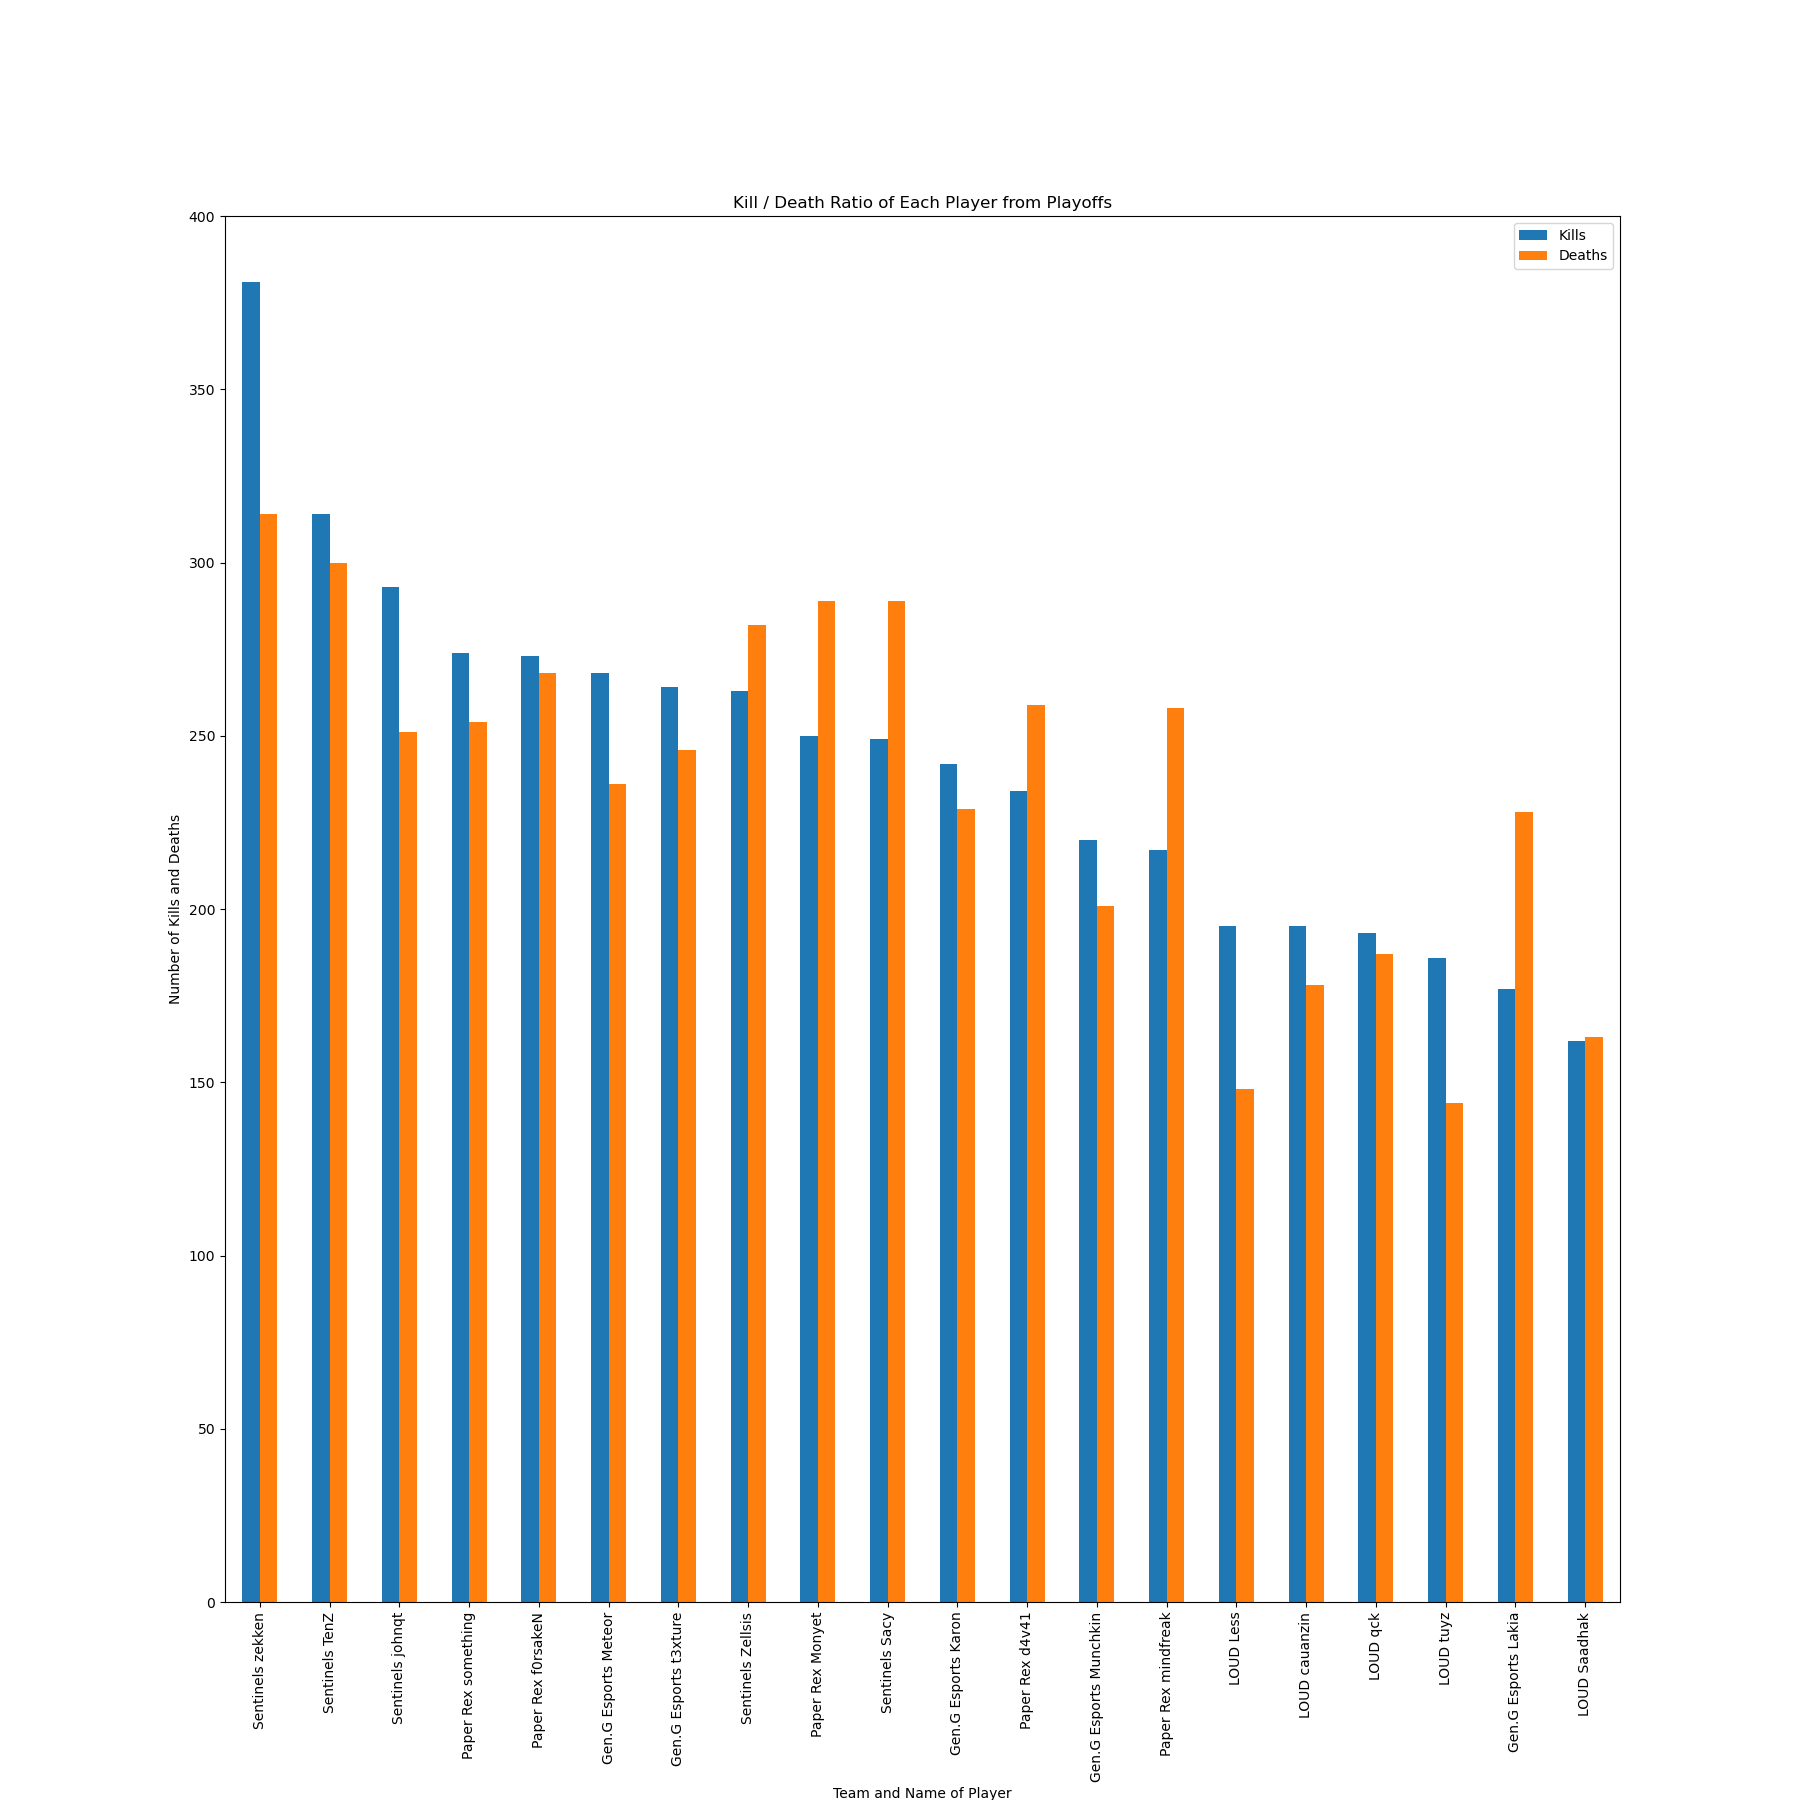 Kill / Death Ratio of Each Player from Playoffs
Kills
Deaths
400
350
300
250
200
150
100
50
0
Number of Kills and Deaths
Sentinels zekken
Sentinels TenZ
Sentinels johnqt
Paper Rex something
Paper Rex f0rsakeN
Gen.G Esports Meteor
Gen.G Esports t3xture
Sentinels Zellsis
Paper Rex Monyet
Sentinels Sacy
Gen.G Esports Karon
Paper Rex d4v41
Gen.G Esports Munchkin
Paper Rex mindfreak
LOUD Less
LOUD cauanzin
LOUD qck
LOUD tuyz
Gen.G Esports Lakia
LOUD Saadhak
Team and Name of Player